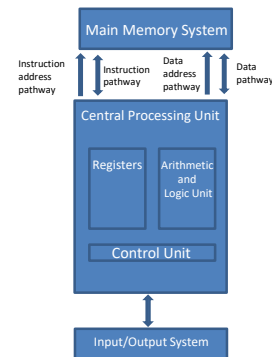 Main Memory System
Instruction
address
pathway
Instruction
pathway
Data
address
pathway
Data
pathway
Central Processing Unit
Registers
Arithmetic
and
Logic Unit
Control Unit
Input/Output System